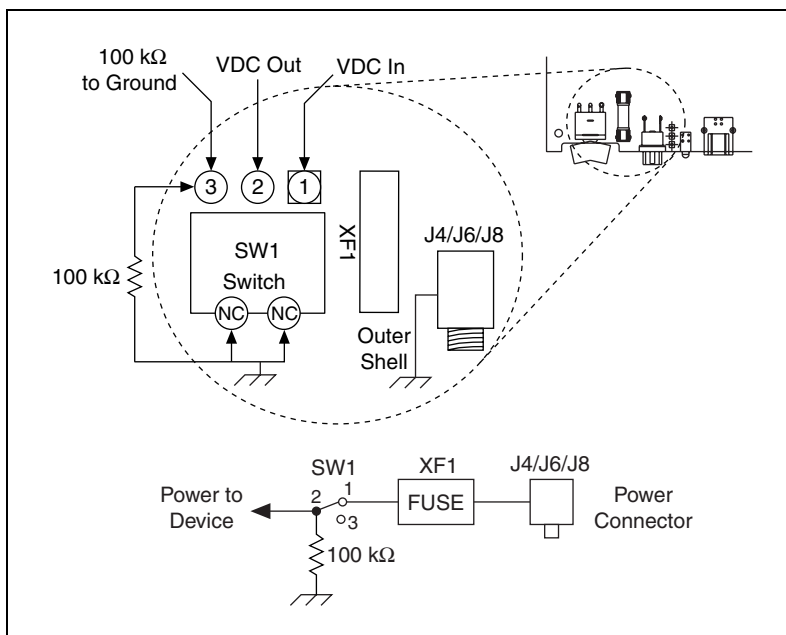 100 kΩ
to Ground
VDC Out
VDC In
3
2
1
SW1
Switch
XF1
J4/J6/J8
100 kΩ
NC
NC
Outer
Shell
SW1
XF1
J4/J6/J8
Power to
Device
2
1
3
FUSE
Power
Connector
100 kΩ